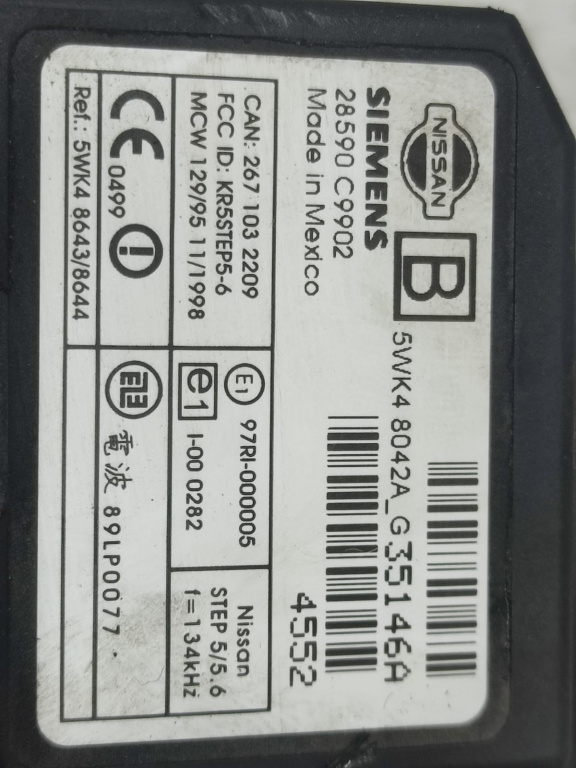 NISSAN
B
5WK4 8042A_G35146A
SIEMENS
28590 C9902
4552
Made in Mexico
CAN: 267 103 2209
FCC ID: KR5STEP5-6
MCW 129/95 11/1998
E1 97RI-000005
e1 I-00 0282
Nissan
STEP 5/5.6
f=134kHz
CE 0499
電波 89LP0077.
Ref.: 5WK4 8643/8644